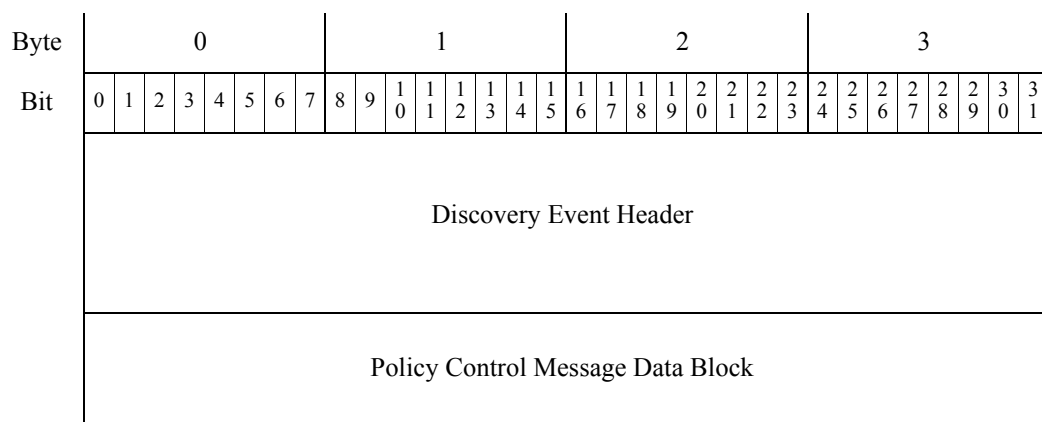 Byte 0 1 2 3
Bit 0 1 2 3 4 5 6 7 8 9 10 11 12 13 14 15 16 17 18 19 20 21 22 23 24 25 26 27 28 29 30 31
Discovery Event Header
Policy Control Message Data Block